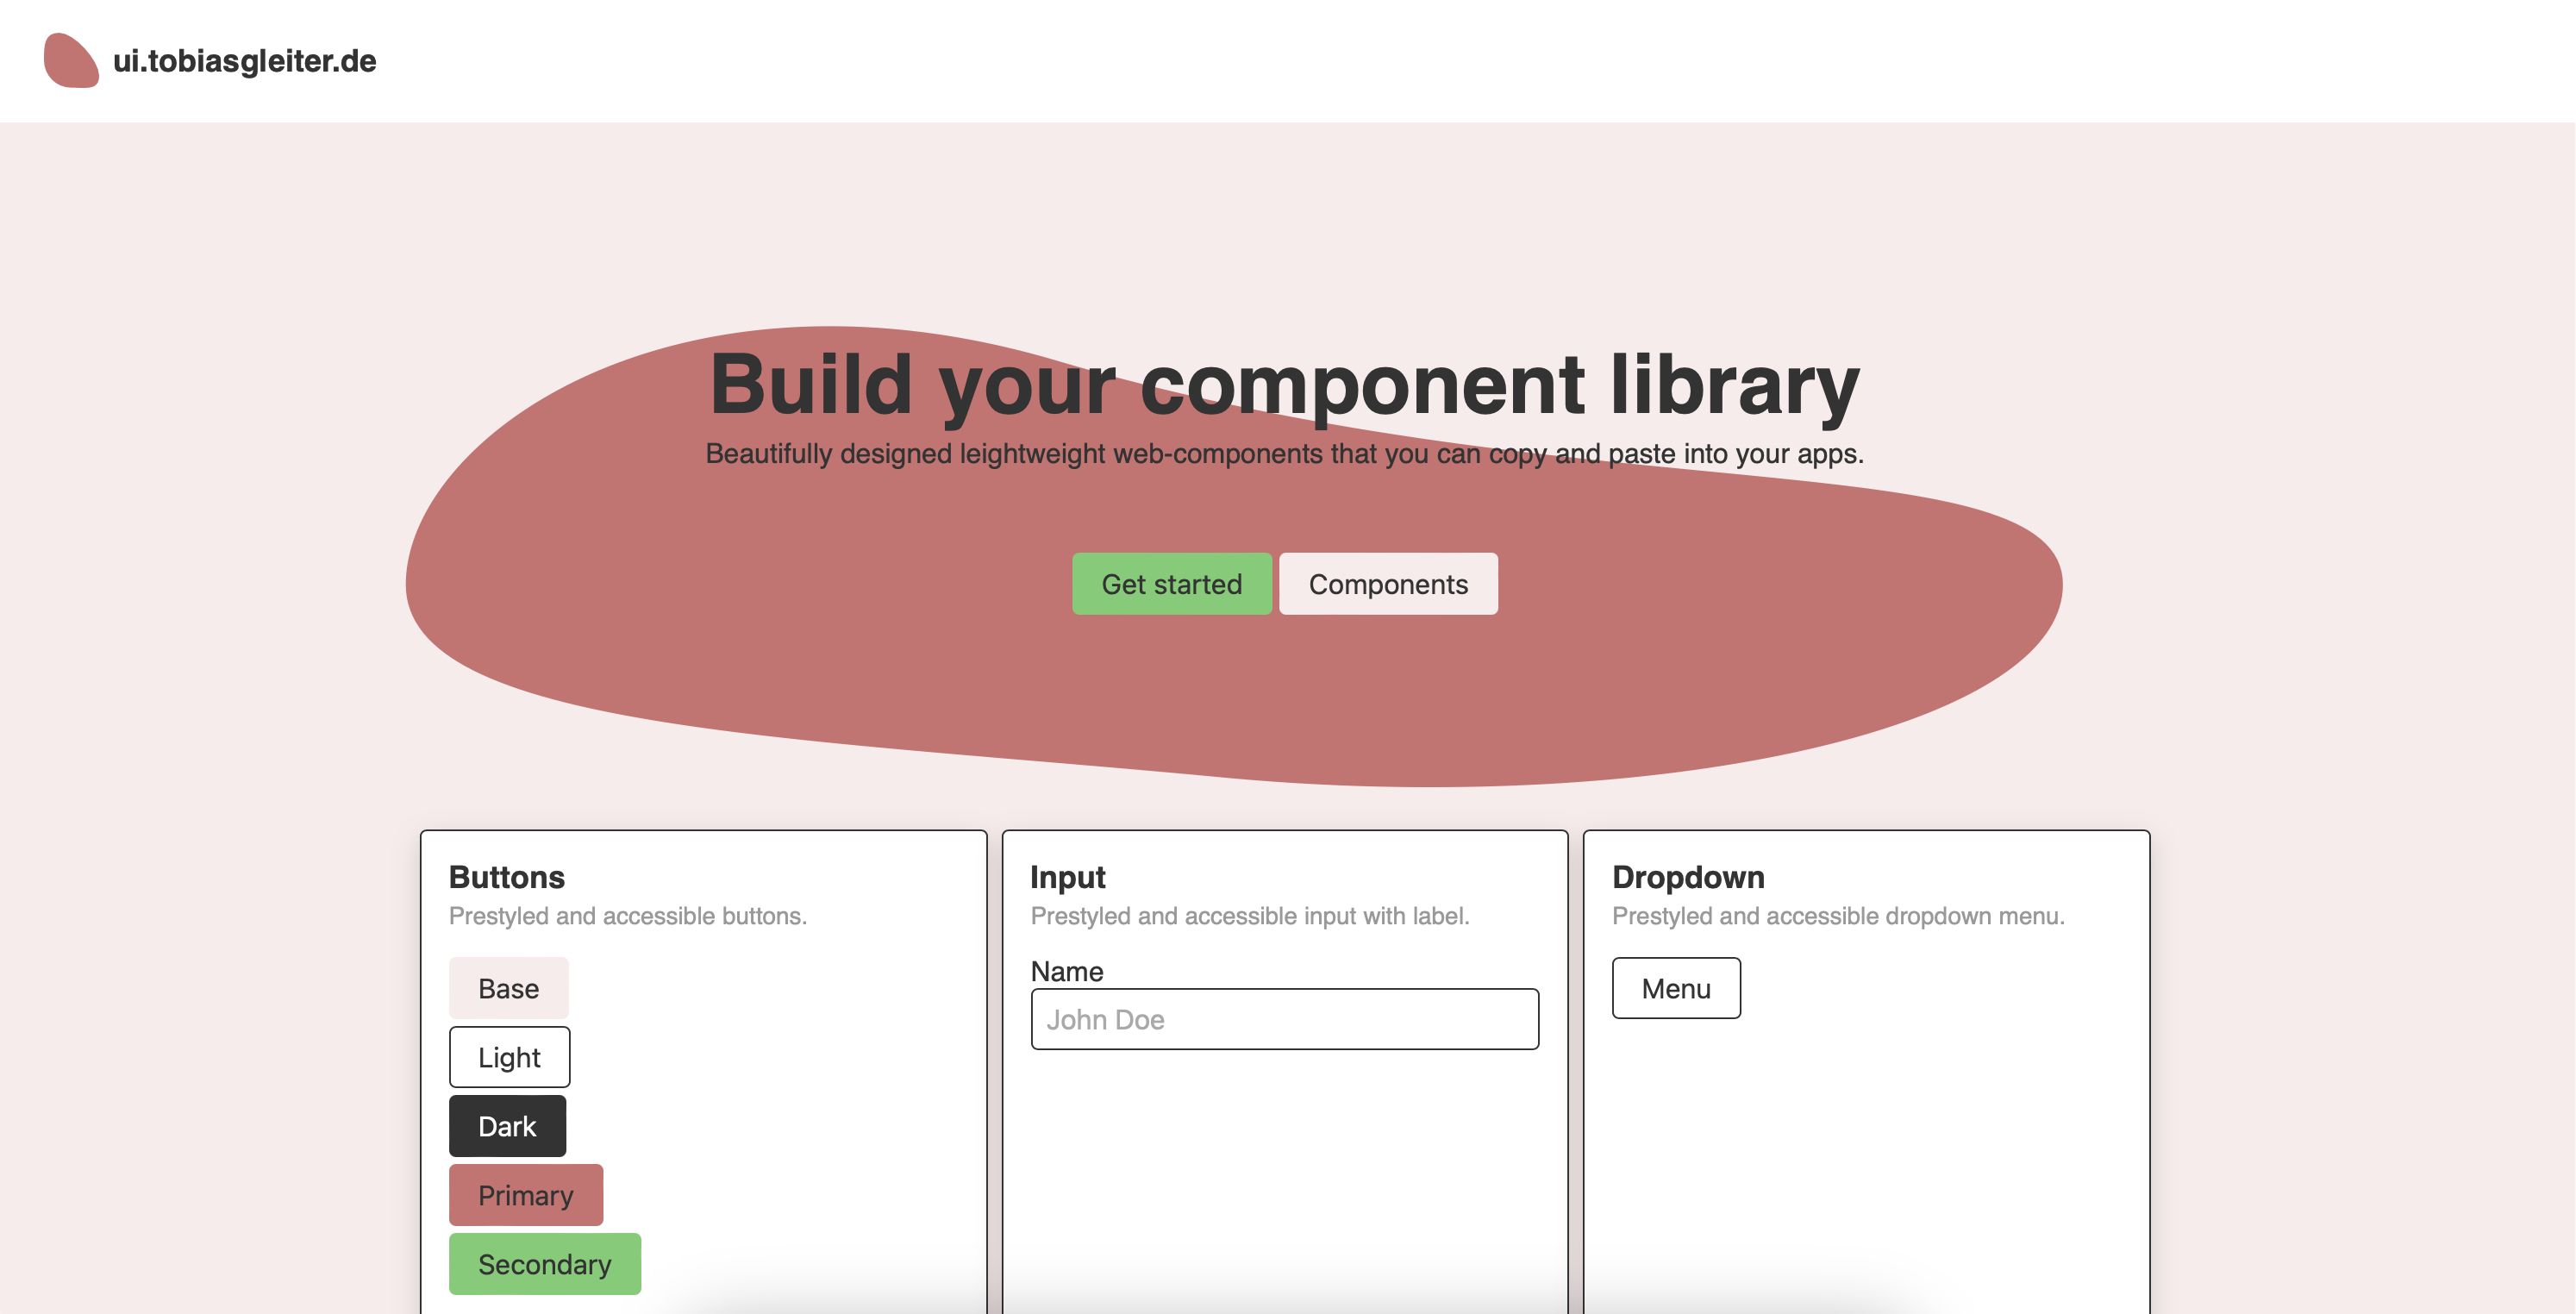 ui.tobiasgleiter.de
Build your component library
Beautifully designed leightweight web-components that you can copy and paste into your apps.
Get started Components
Buttons
Prestyled and accessible buttons.
Base
Light
Dark
Primary
Secondary
Input
Prestyled and accessible input with label.
Name
John Doe
Dropdown
Prestyled and accessible dropdown menu.
Menu